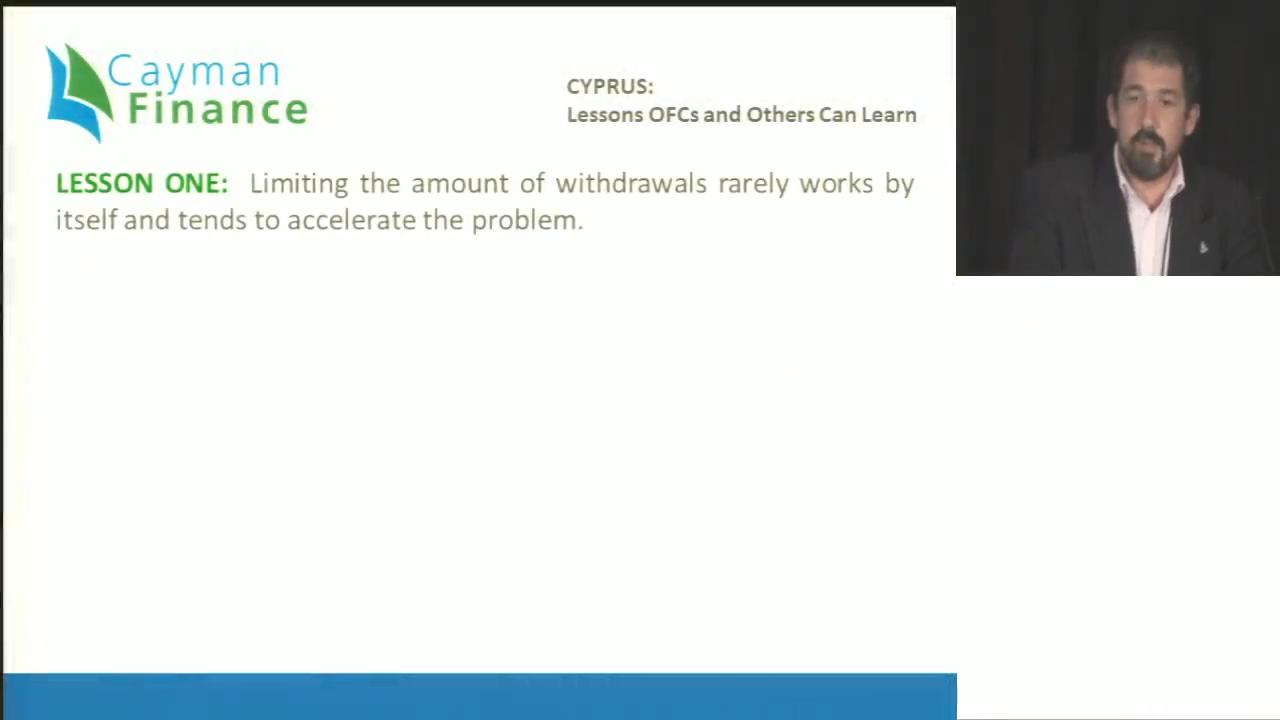 Cayman
Finance
CYPRUS:
Lessons OFCs and Others Can Learn
LESSON ONE: Limiting the amount of withdrawals rarely works by
itself and tends to accelerate the problem.